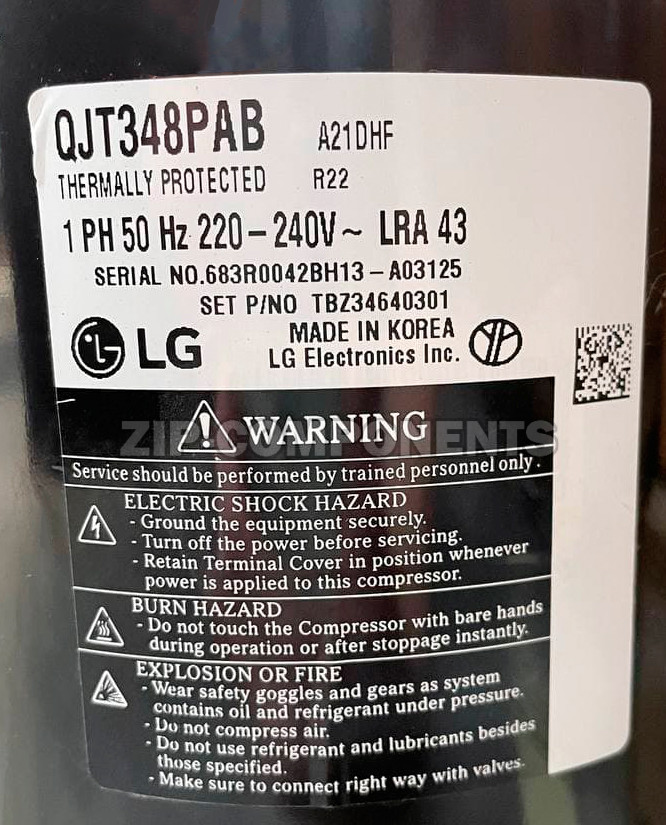 QJT348PAB A21DHF
THERMALLY PROTECTED R22
1 PH 50 Hz 220-240V~ LRA 43
SERIAL NO.683R0042BH13-A03125
SET P/NO TBZ34640301
MADE IN KOREA
LG LG Electronics Inc.
ZIP COMPONENTS
WARNING
Service should be performed by trained personnel only.
ELECTRIC SHOCK HAZARD
- Ground the equipment securely.
- Turn off the power before servicing.
- Retain Terminal Cover in position whenever
power is applied to this compressor.
BURN HAZARD
- Do not touch the Compressor with bare hands
during operation or after stoppage instantly.
EXPLOSION OR FIRE
- Wear safety goggles and gears as system
contains oil and refrigerant under pressure.
- Do not compress air.
- Do not use refrigerant and lubricants besides
those specified.
- Make sure to connect right way with valves.